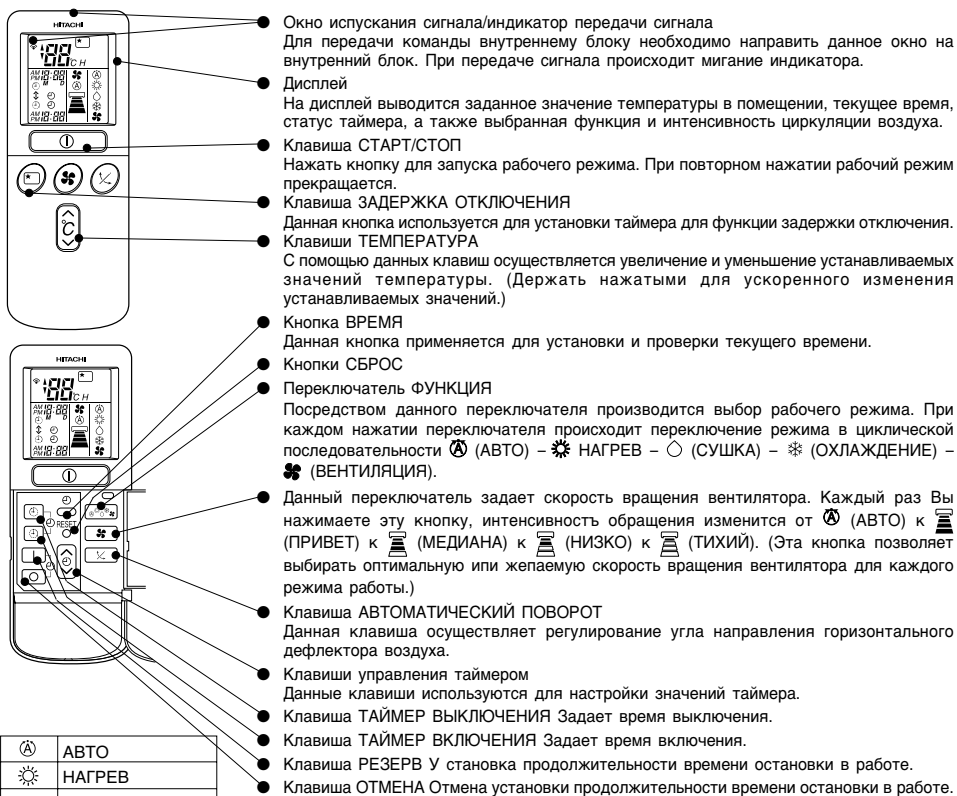 HITACHI
Окно испускания сигнала/индикатор передачи сигнала
Для передачи команды внутреннему блоку необходимо направить данное окно на
внутренний блок. При передаче сигнала происходит мигание индикатора.
Дисплей
На дисплей выводится заданное значение температуры в помещении, текущее время,
статус таймера, а также выбранная функция и интенсивность циркуляции воздуха.
Клавиша СТАРТ/СТОП
Нажать кнопку для запуска рабочего режима. При повторном нажатии рабочий режим
прекращается.
Клавиша ЗАДЕРЖКА ОТКЛЮЧЕНИЯ
Данная кнопка используется для установки таймера для функции задержки отключения.
Клавиши ТЕМПЕРАТУРА
С помощью данных клавиш осуществляется увеличение и уменьшение устанавливаемых
значений температуры. (Держать нажатыми для ускоренного изменения
устанавливаемых значений.)
Кнопка ВРЕМЯ
Данная кнопка применяется для установки и проверки текущего времени.
HITACHI
Кнопки СБРОС
Переключатель ФУНКЦИЯ
Посредством данного переключателя производится выбор рабочего режима. При
каждом нажатии переключателя происходит переключение режима в циклической
последовательности (АВТО) – НАГРЕВ – (СУШКА) – (ОХЛАЖДЕНИЕ) –
(ВЕНТИЛЯЦИЯ).
RESET
Данный переключатель задает скорость вращения вентилятора. Каждый раз Вы
нажимаете эту кнопку, интенсивностъ обращения изменится от (АВТО) к
(ПРИВЕТ) к (МЕДИАНА) к (НИЗКО) к (ТИХИЙ). (Эта кнопка позволяет
выбирать оптимальную или жепаемую скорость вращения вентилятора для каждого
режима работы.)
Клавиша АВТОМАТИЧЕСКИЙ ПОВОРОТ
Данная клавиша осуществляет регулирование угла направления горизонтального
дефлектора воздуха.
Клавиши управления таймером
Данные клавиши используются для настройки значений таймера.
Клавиша ТАЙМЕР ВЫКЛЮЧЕНИЯ Задает время выключения.
Клавиша ТАЙМЕР ВКЛЮЧЕНИЯ Задает время включения.
Клавиша РЕЗЕРВ У становка продолжительности времени остановки в работе.
Клавиша ОТМЕНА Отмена установки продолжительности времени остановки в работе.
АВТО
НАГРЕВ